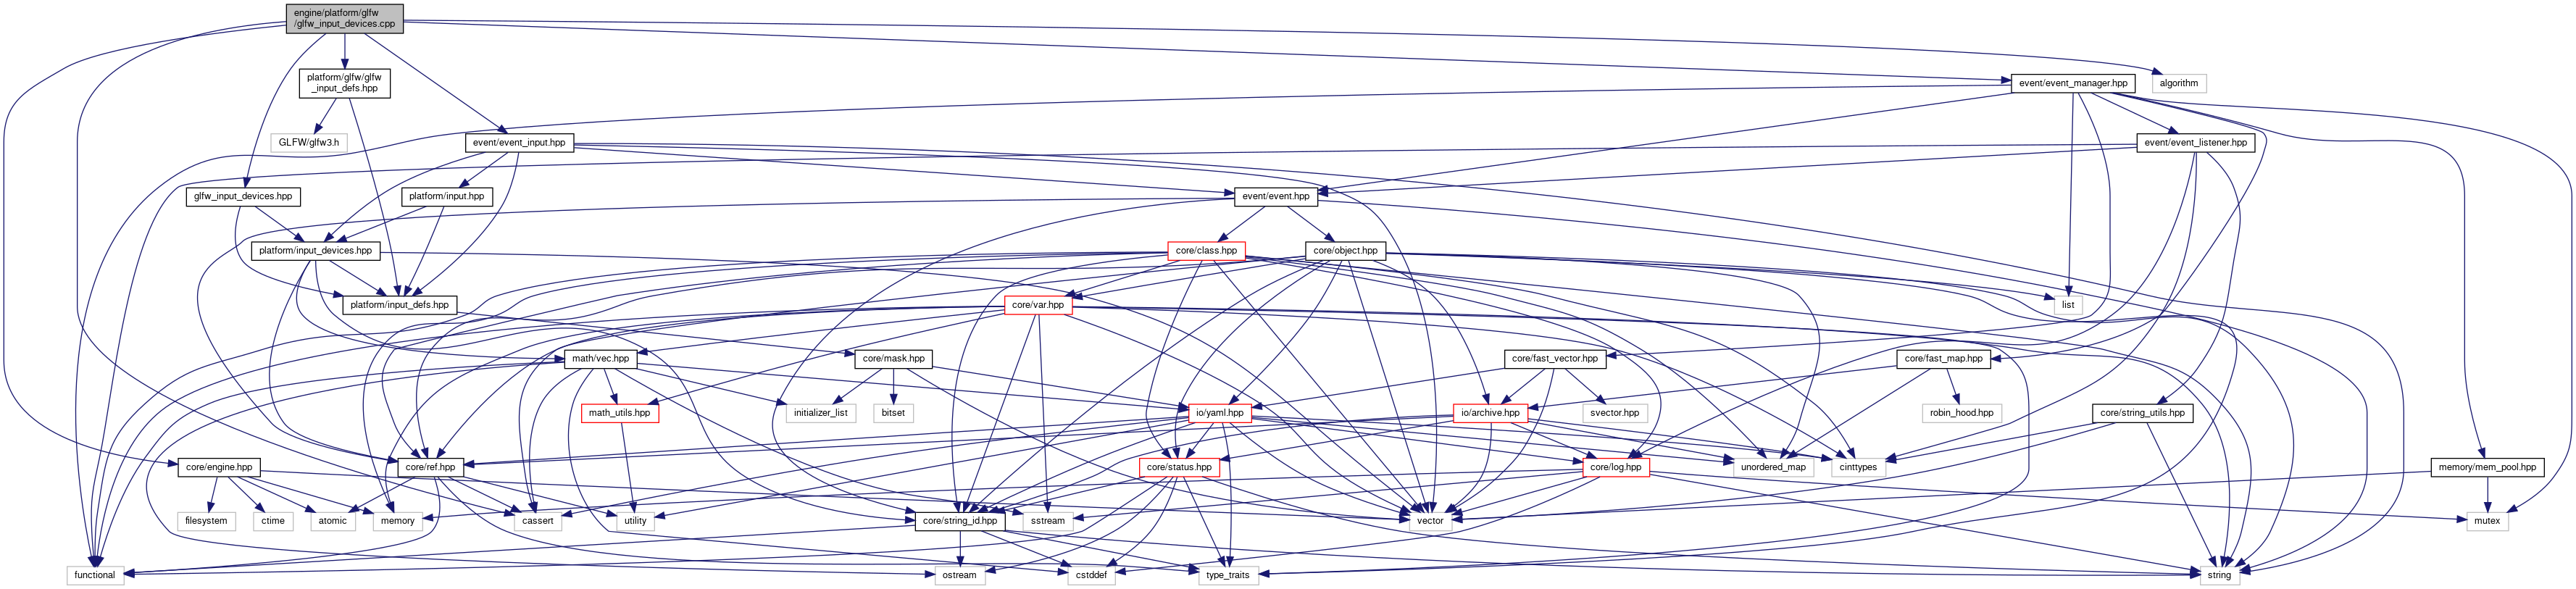 engine/platform/glfw
/glfw_input_devices.cpp
platform/glfw/glfw
_input_defs.hpp
event/event_manager.hpp
algorithm
GLFW/glfw3.h
event/event_input.hpp
event/event_listener.hpp
glfw_input_devices.hpp
platform/input.hpp
event/event.hpp
platform/input_devices.hpp
core/class.hpp
core/object.hpp
platform/input_defs.hpp
core/var.hpp
list
math/vec.hpp
core/mask.hpp
core/fast_vector.hpp
core/fast_map.hpp
math_utils.hpp
initializer_list
bitset
io/yaml.hpp
io/archive.hpp
svector.hpp
robin_hood.hpp
core/string_utils.hpp
core/engine.hpp
core/ref.hpp
core/status.hpp
core/log.hpp
unordered_map
cinttypes
memory/mem_pool.hpp
filesystem
ctime
atomic
memory
cassert
utility
core/string_id.hpp
sstream
vector
mutex
functional
ostream
cstddef
type_traits
string